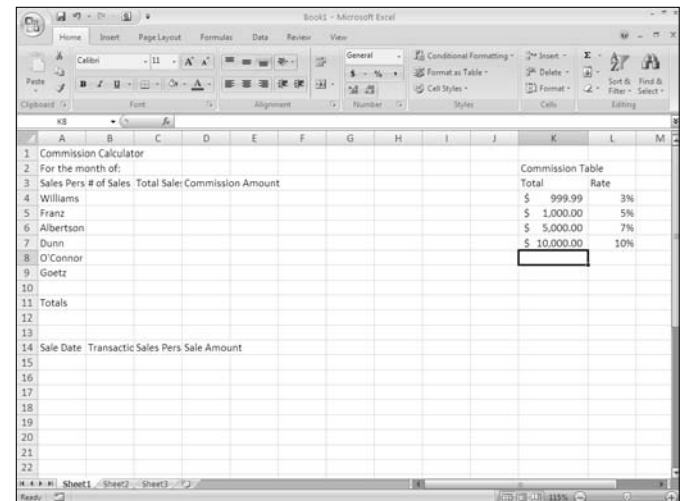 Book1 - Microsoft Excel
Home Insert Page Layout Formulas Data Review View
Paste
Calibri 11
B I U
General
$ % ,
Conditional Formatting
Format as Table
Cell Styles
Insert
Delete
Format
Sort & Filter
Find & Select
Clipboard Font Alignment Number Styles Cells Editing
K8 fx
A B C D E F G H I J K L M
1 Commission Calculator
2 For the month of: Commission Table
3 Sales Pers # of Sales Total Sale: Commission Amount Total Rate
4 Williams $ 999.99 3%
5 Franz $ 1,000.00 5%
6 Albertson $ 5,000.00 7%
7 Dunn $ 10,000.00 10%
8 O'Connor
9 Goetz
10
11 Totals
12
13
14 Sale Date Transactic Sales Pers Sale Amount
15
16
17
18
19
20
21
22
Sheet1 Sheet2 Sheet3
Ready 115%